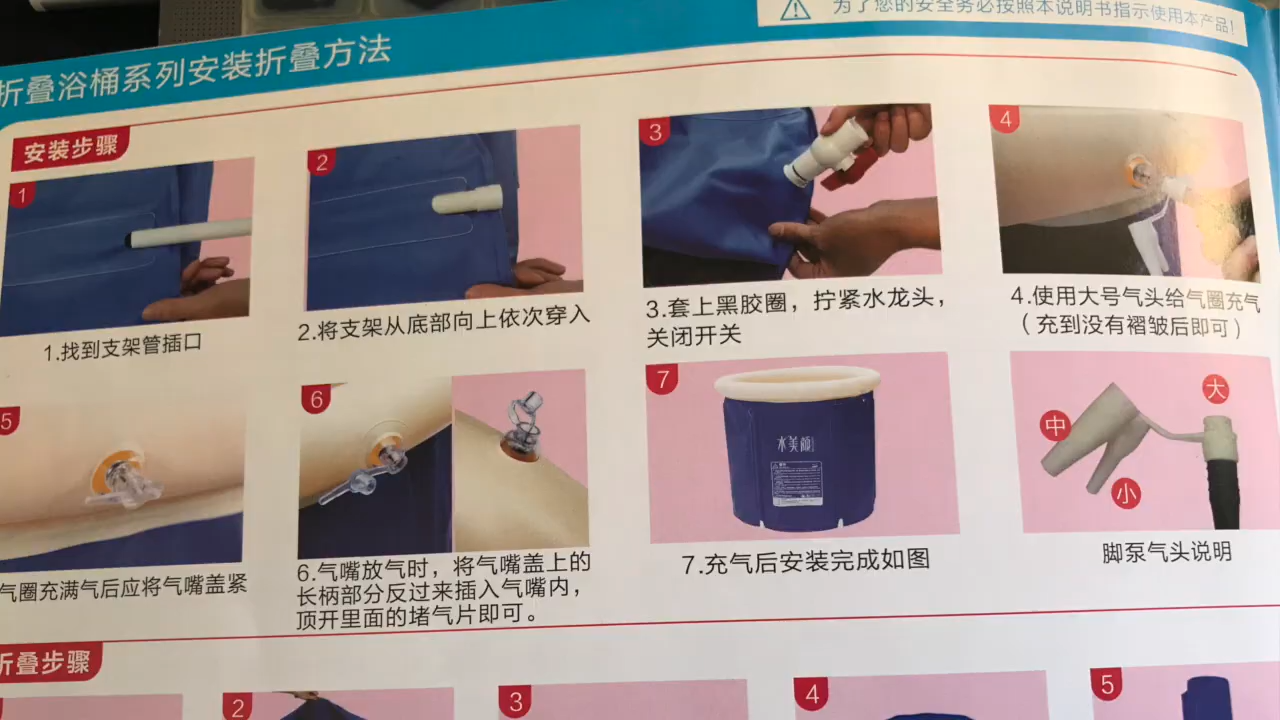 为了您的安全务必按照本说明书指示使用本产品!
折叠浴桶系列安装折叠方法
安装步骤
1
2
3
4
1.找到支架管插口
2.将支架从底部向上依次穿入
3.套上黑胶圈，拧紧水龙头，
关闭开关
4.使用大号气头给气圈充气
（充到没有褶皱后即可）
5
6
7
水美颜
大
中
小
气圈充满气后应将气嘴盖紧
6.气嘴放气时，将气嘴盖上的
长柄部分反过来插入气嘴内，
顶开里面的堵气片即可。
7.充气后安装完成如图
脚泵气头说明
折叠步骤
2
3
4
5